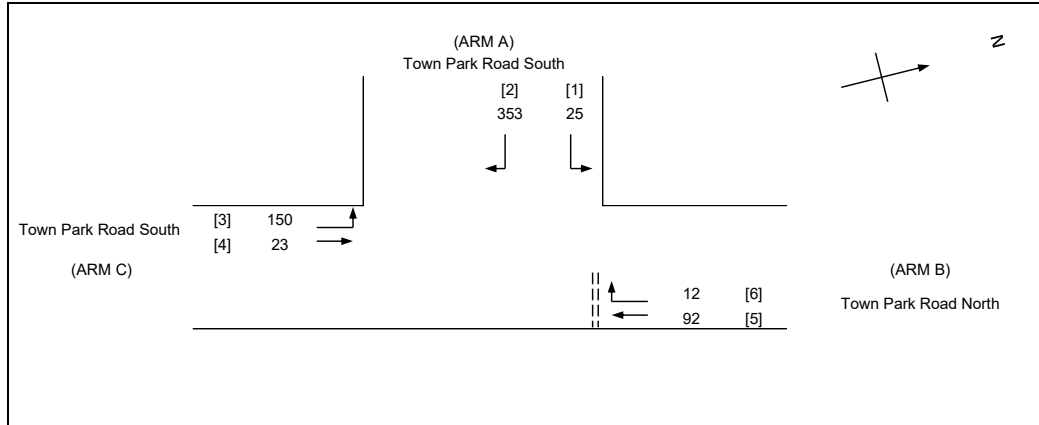 (ARM A)
Town Park Road South
N
[2] [1]
353 25
Town Park Road South
(ARM C)
[3] 150
[4] 23
(ARM B)
Town Park Road North
12 [6]
92 [5]